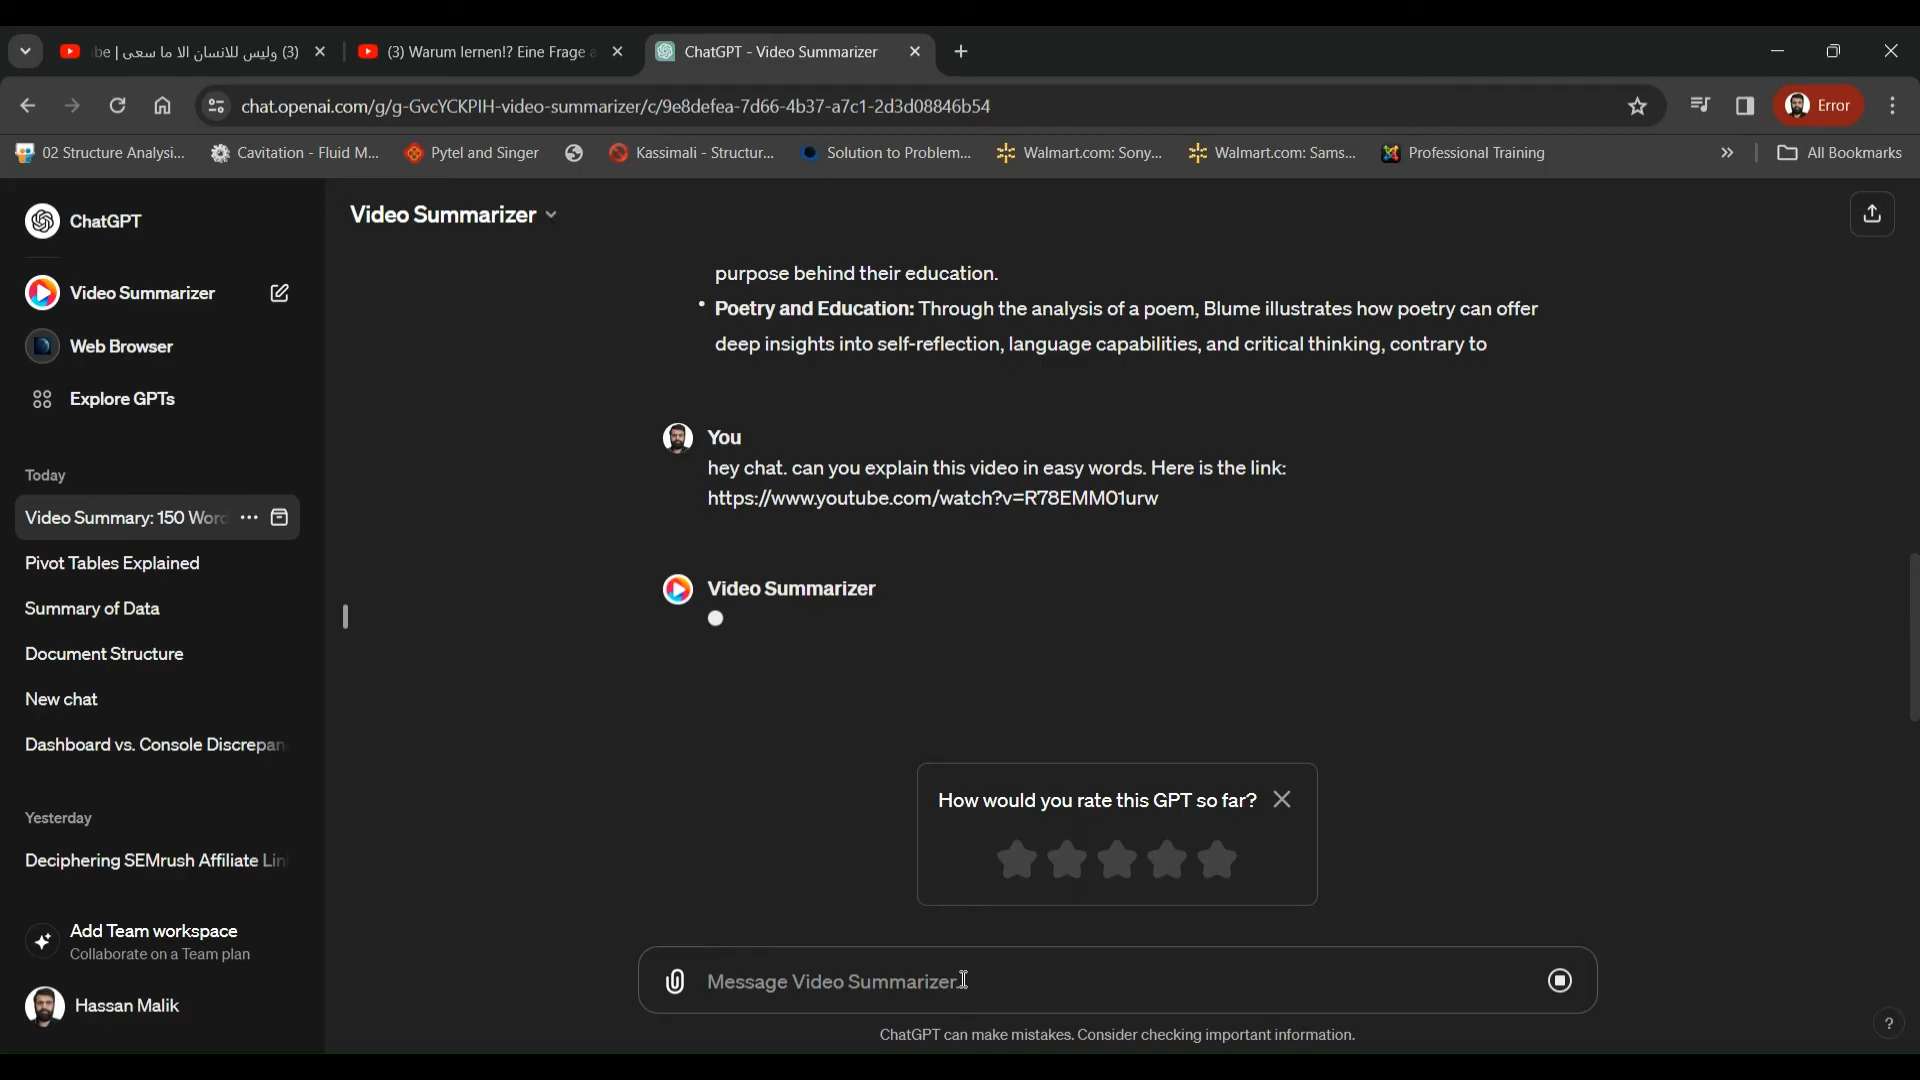 be | وليس للانسان الا ما سعى (3)
(3) Warum lernen!? Eine Frage a
ChatGPT - Video Summarizer
chat.openai.com/g/g-GvcYCKPIH-video-summarizer/c/9e8defea-7d66-4b37-a7c1-2d3d08846b54
Error
02 Structure Analysi...
Cavitation - Fluid M...
Pytel and Singer
Kassimali - Structur...
Solution to Problem...
Walmart.com: Sony...
Walmart.com: Sams...
Professional Training
All Bookmarks
ChatGPT
Video Summarizer
Web Browser
Explore GPTs
Today
Video Summary: 150 Word
Pivot Tables Explained
Summary of Data
Document Structure
New chat
Dashboard vs. Console Discrepan
Yesterday
Deciphering SEMrush Affiliate Lin
Add Team workspace
Collaborate on a Team plan
Hassan Malik
Video Summarizer
purpose behind their education.
• Poetry and Education: Through the analysis of a poem, Blume illustrates how poetry can offer
deep insights into self-reflection, language capabilities, and critical thinking, contrary to
You
hey chat. can you explain this video in easy words. Here is the link:
https://www.youtube.com/watch?v=R78EMM01urw
Video Summarizer
How would you rate this GPT so far?
Message Video Summarizer…
ChatGPT can make mistakes. Consider checking important information.
?